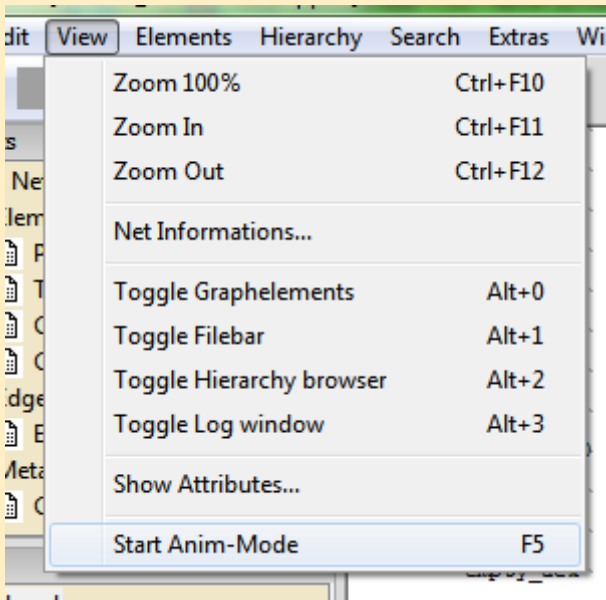 View Elements Hierarchy Search Extras
Zoom 100% Ctrl+F10
Zoom In Ctrl+F11
Zoom Out Ctrl+F12
Net Informations...
Toggle Graphelements Alt+0
Toggle Filebar Alt+1
Toggle Hierarchy browser Alt+2
Toggle Log window Alt+3
Show Attributes...
Start Anim-Mode F5